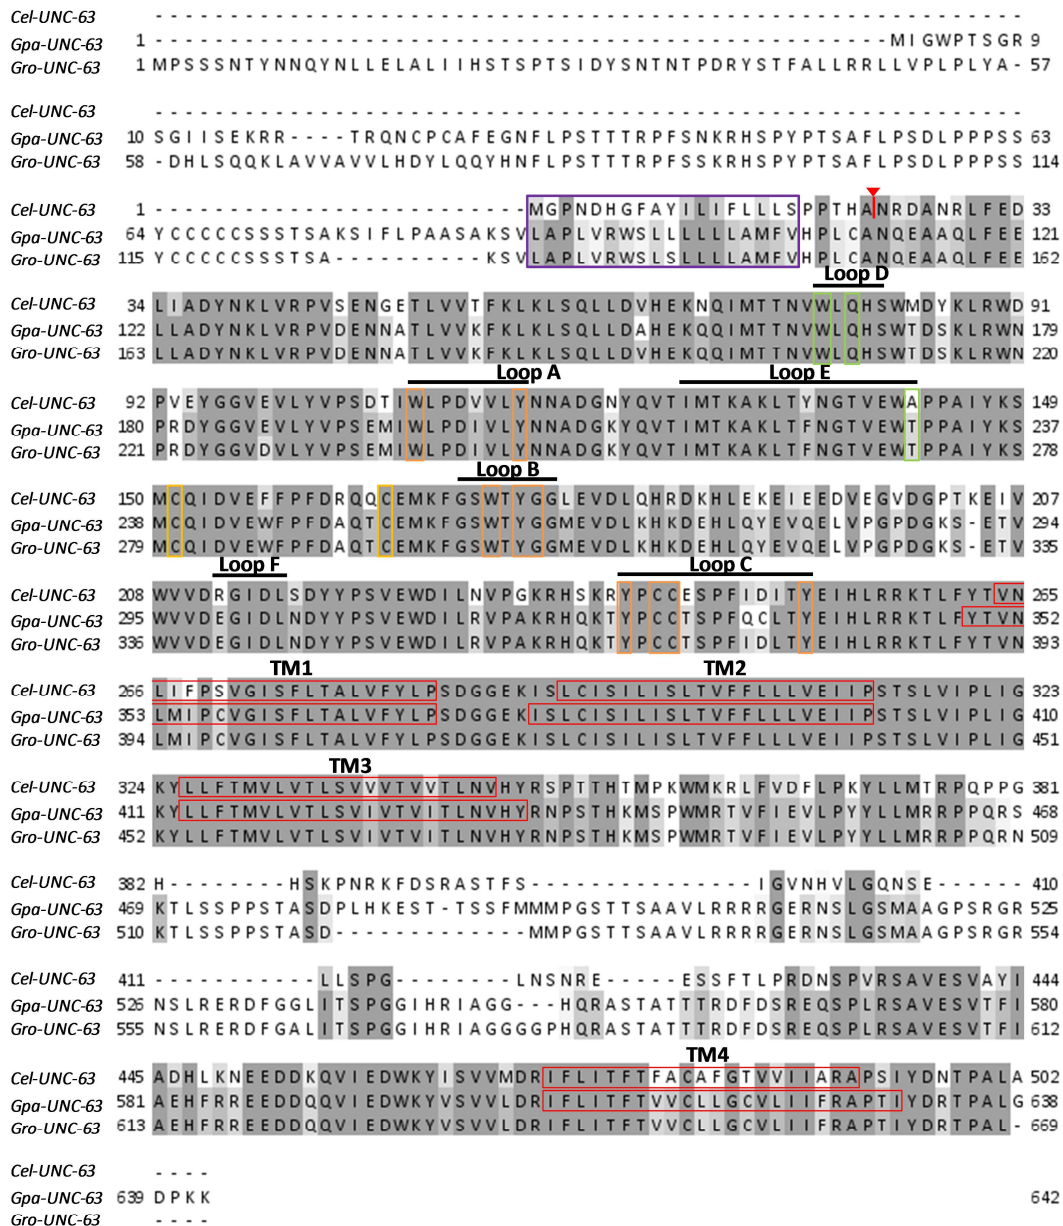 Cel-UNC-63 ----------------------------------------------------------
Gpa-UNC-63 1 -------------------------------------------------MIGWPTSGR 9
Gro-UNC-63 1 MPSSSNTYNNQYNLLELALIIHSTSPTSIDYSNTNTPDRYSTFALLRRLLVPLPLYA- 57
Cel-UNC-63 ----------------------------------------------------------
Gpa-UNC-63 10 SGIISEKRR----TRQNCPCAFEGNFLPSTTTRPFSNKRHSPYPTSAFLPSDLPPPSS 63
Gro-UNC-63 58 -DHLSQQKLAVVAVVLHDYLQQYHNFLPSTTTRPFSSKRHSPYPTSAFLPSDLPPPSS 114
Cel-UNC-63 1 -------------------------MGPNDHGFAYILIFLLLSPPTHANRDANRLFED 33
Gpa-UNC-63 64 YCCCCCSSSTSAKSIFLPAASAKSVLAPLVRWSLLLLLLLAMFVHPLCANQEAAQLFEE 121
Gro-UNC-63 115 YCCCCCSSSTSA----------KSVLAPLVRWSLSLLLLLAMFVHPLCANQEAAQLFEE 162
Loop D
Cel-UNC-63 34 LIADYNKLVRPVSENGETLVVTFKLKLSQLLDVHEKNQIMTTNVWLQHSWMDYKLRWD 91
Gpa-UNC-63 122 LLADYNKLVRPVDENNATLVVKFKLKLSQLLDAHEKQQIMTTNVWLQHSWTDSKLRWN 179
Gro-UNC-63 163 LLADYNKLVRPVDENNATLVVKFKLKLSQLLDVHEKQQIMTTNVWLQHSWTDSKLRWN 220
Loop A Loop E
Cel-UNC-63 92 PVEYGGVEVLYVPSDTIWLPDVVLYNNADGNYQVTIMTKAKLTYNGTVEWAPPAIYKS 149
Gpa-UNC-63 180 PRDYGGVEVLYVPSEMIWLPDIVLYNNADGKYQVTIMTKAKLTFNGTVEWTPPAIYKS 237
Gro-UNC-63 221 PRDYGGVDVLYVPSEMIWLPDIVLYNNADGKYQVTIMTKAKLTFNGTVEWTPPAIYKS 278
Loop B
Cel-UNC-63 150 MCQIDVEFFPFDRQQCEMKFGSWTYGGLEVDLQHRDKHLEKEIEEDVEGVDGPTKEIV 207
Gpa-UNC-63 238 MCQIDVEWFPFDAQTCEMKFGSWTYGGMEVDLKHKDEHLQYEVQELVPGPDGKS-ETV 294
Gro-UNC-63 279 MCQIDVEWFPFDAQTCEMKFGSWTYGGMEVDLKHKDEHLQYEVQELVPGPDGKS-ETV 335
Loop F Loop C
Cel-UNC-63 208 WVVDRGIDLSDYYPSVEWDILNVPGKRHSKRYPCCESPFIDITYEIHLRRKTLFYTVN 265
Gpa-UNC-63 295 WVVDEGIDLNDYYPSVEWDILRVPAKRHQKTYPCCTSPFQCLTYEIHLRRKTLFYTVN 352
Gro-UNC-63 336 WVVDEGIDLNDYYPSVEWDILRVPAKRHQKTYPCCTSPFIDLTYEIHLRRKTLFYTVN 393
TM1 TM2
Cel-UNC-63 266 LIFPSVGISFLTALVFYLPSDGGEKISLCISILISLTVFFLLLVEIIPSTSLVIPLIG 323
Gpa-UNC-63 353 LMIPCVGISFLTALVFYLPSDGGEKISLCISILISLTVFFLLLVEIIPSTSLVIPLIG 410
Gro-UNC-63 394 LMIPCVGISFLTALVFYLPSDGGEKISLCISILISLTVFFLLLVEIIPSTSLVIPLIG 451
TM3
Cel-UNC-63 324 KYLLFTMVLVTLSVVVTVVTLNVHYRSPTTHTMPKWMKRLFVDFLPKYLLMTRPQPPG 381
Gpa-UNC-63 411 KYLLFTMVLVTLSVIVTVITLNVHYRNPSTHKMSPWMRTVFIEVLPYYLLMRRPPQRS 468
Gro-UNC-63 452 KYLLFTMVLVTLSVIVTVITLNVHYRNPSTHKMSPWMRTVFIEVLPYYLLMRRPPQRN 509
Cel-UNC-63 382 H--------HSKPNRKFDSRASTFS---------------IGVNHVLGQNSE------ 410
Gpa-UNC-63 469 KTLSSPPSTASDPLHKEST-TSSFMMMPGSTTSAAVLRRRRGERNSLGSMAAGPSRGR 525
Gro-UNC-63 510 KTLSSPPSTASD-------------MMPGSTTSAAVLRRRRGERNSLGSMAAGPSRGR 554
Cel-UNC-63 411 -----------LLSPG--------LNSNRE-----ESSFTLPRDNSPVRSAVESVAYI 444
Gpa-UNC-63 526 NSLRERDFGGLITSPGGIHRIAGG---HQRASTATTTRDFDSREQSPLRSAVESVTFI 580
Gro-UNC-63 555 NSLRERDFGALITSPGGIHRIAGGGGPHQRASTATTTRDFDSREQSPLRSAVESVTFI 612
TM4
Cel-UNC-63 445 ADHLKNEEDDKQVIEDWKYISVVMDRIFLITFTFACAFGTVVIIARAPSIYDNTPALA 502
Gpa-UNC-63 581 AEHFRREEDDQQVIEDWKYVSVVLDRIFLITFTVVCLLGCVLIIFRAPTIYDRTPALG 638
Gro-UNC-63 613 AEHFRREEDDQQVIEDWKYVSVVLDRIFLITFTVVCLLGCVLIIFRAPTIYDRTPAL- 669
Cel-UNC-63 ----
Gpa-UNC-63 639 DPKK 642
Gro-UNC-63 ----